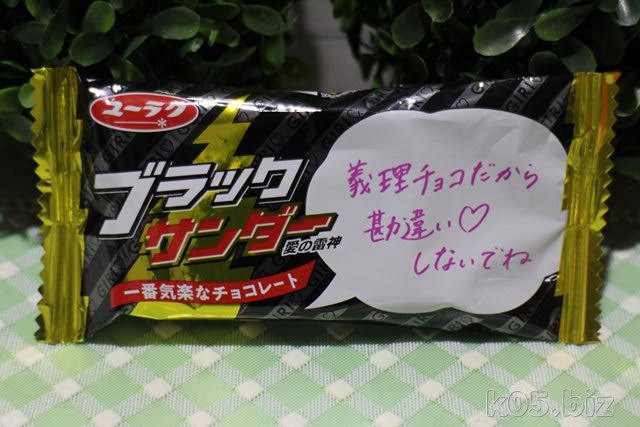 ユーラク
ブラック
サンダー
愛の雷神
一番気楽なチョコレート
義理チョコだから
勘違い♡
しないでね
k05.biz